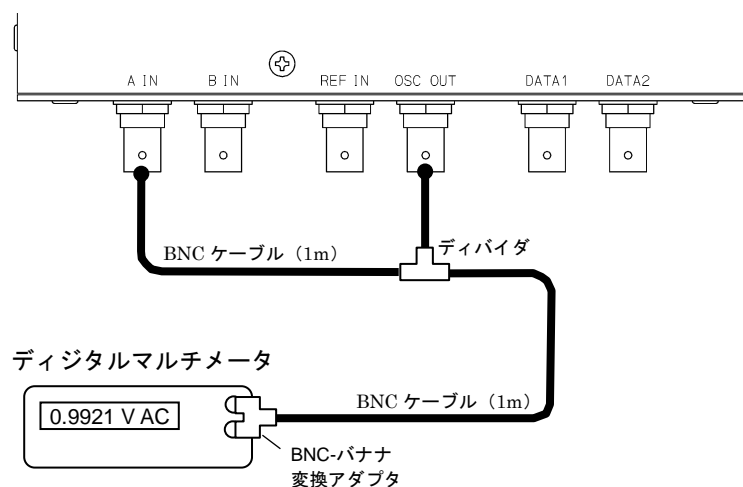 A IN
B IN
REF IN
OSC OUT
DATA1
DATA2
BNC ケーブル（1m）
ディバイダ
ディジタルマルチメータ
0.9921 V AC
BNC ケーブル（1m）
BNC-バナナ
変換アダプタ